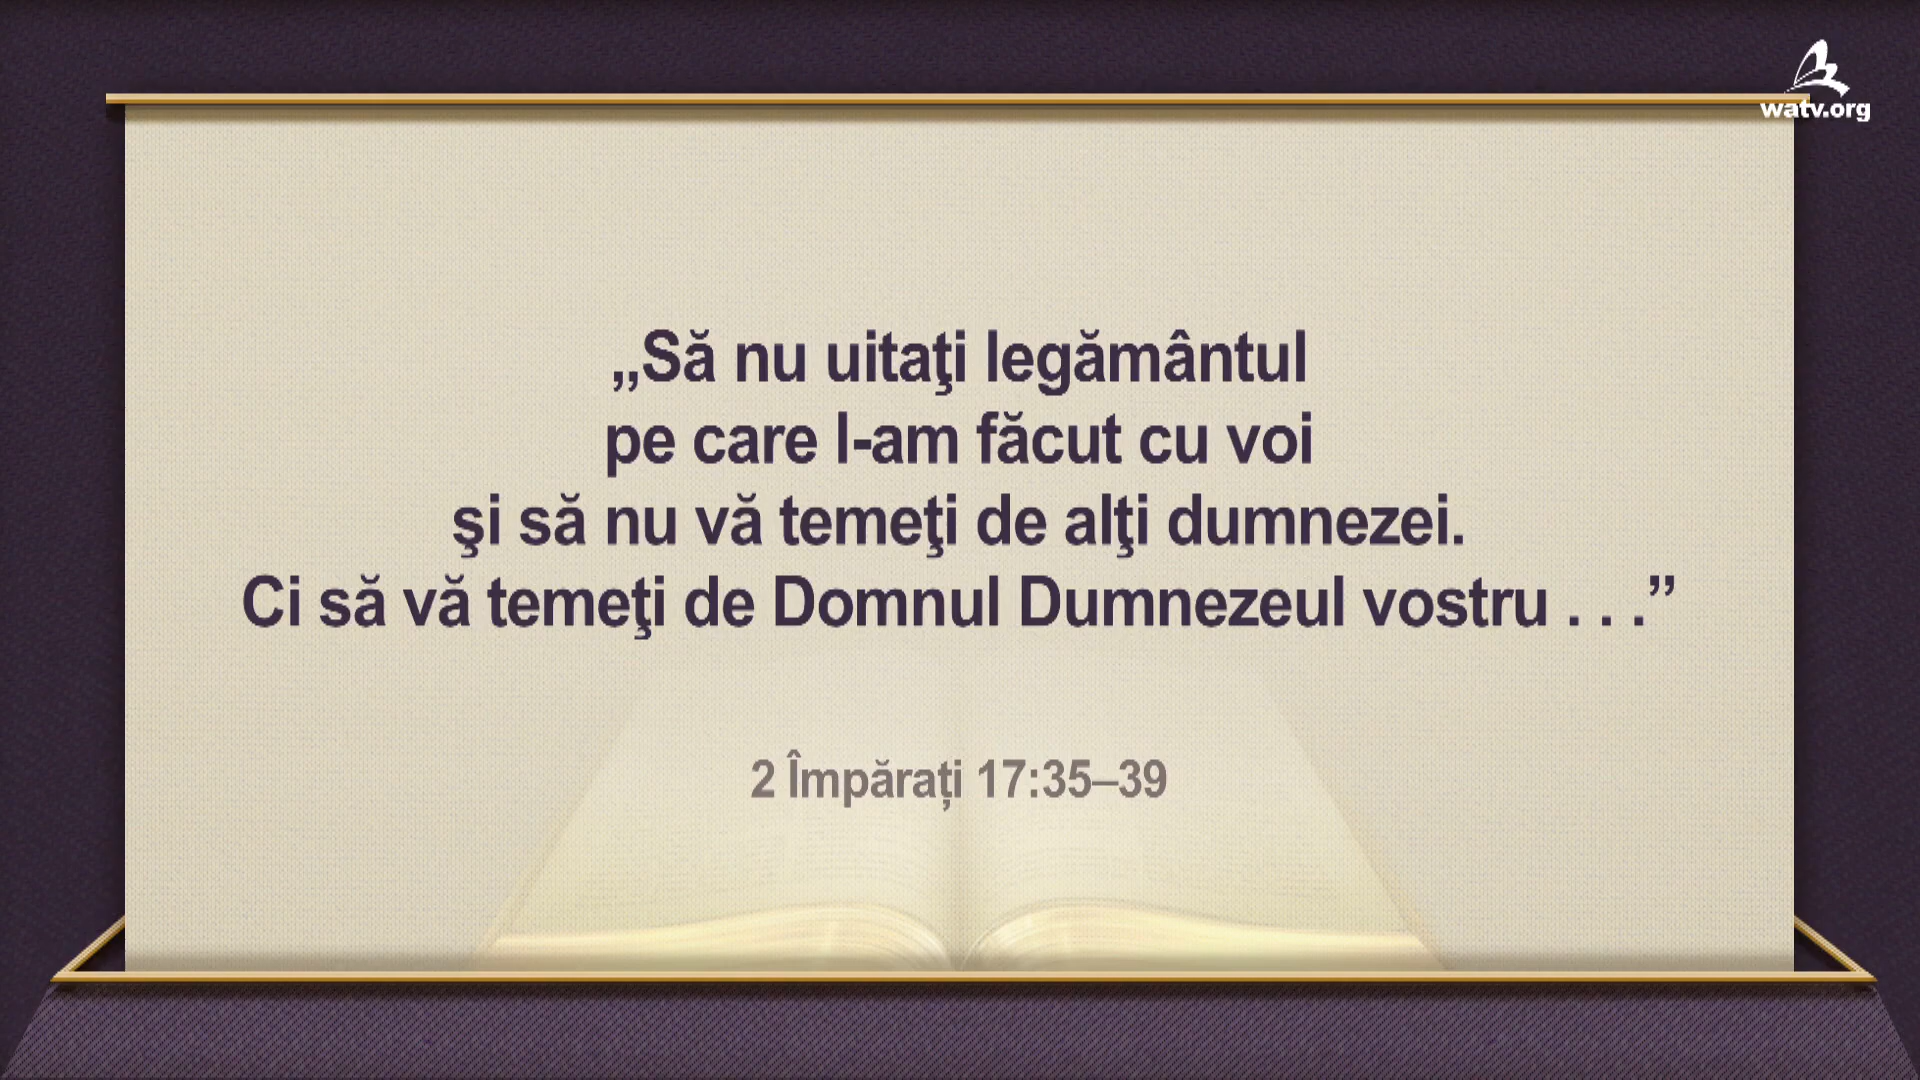 watv.org
„Să nu uitaţi legământul
pe care l-am făcut cu voi
şi să nu vă temeţi de alţi dumnezei.
Ci să vă temeţi de Domnul Dumnezeul vostru . . .”
2 Împărați 17:35–39